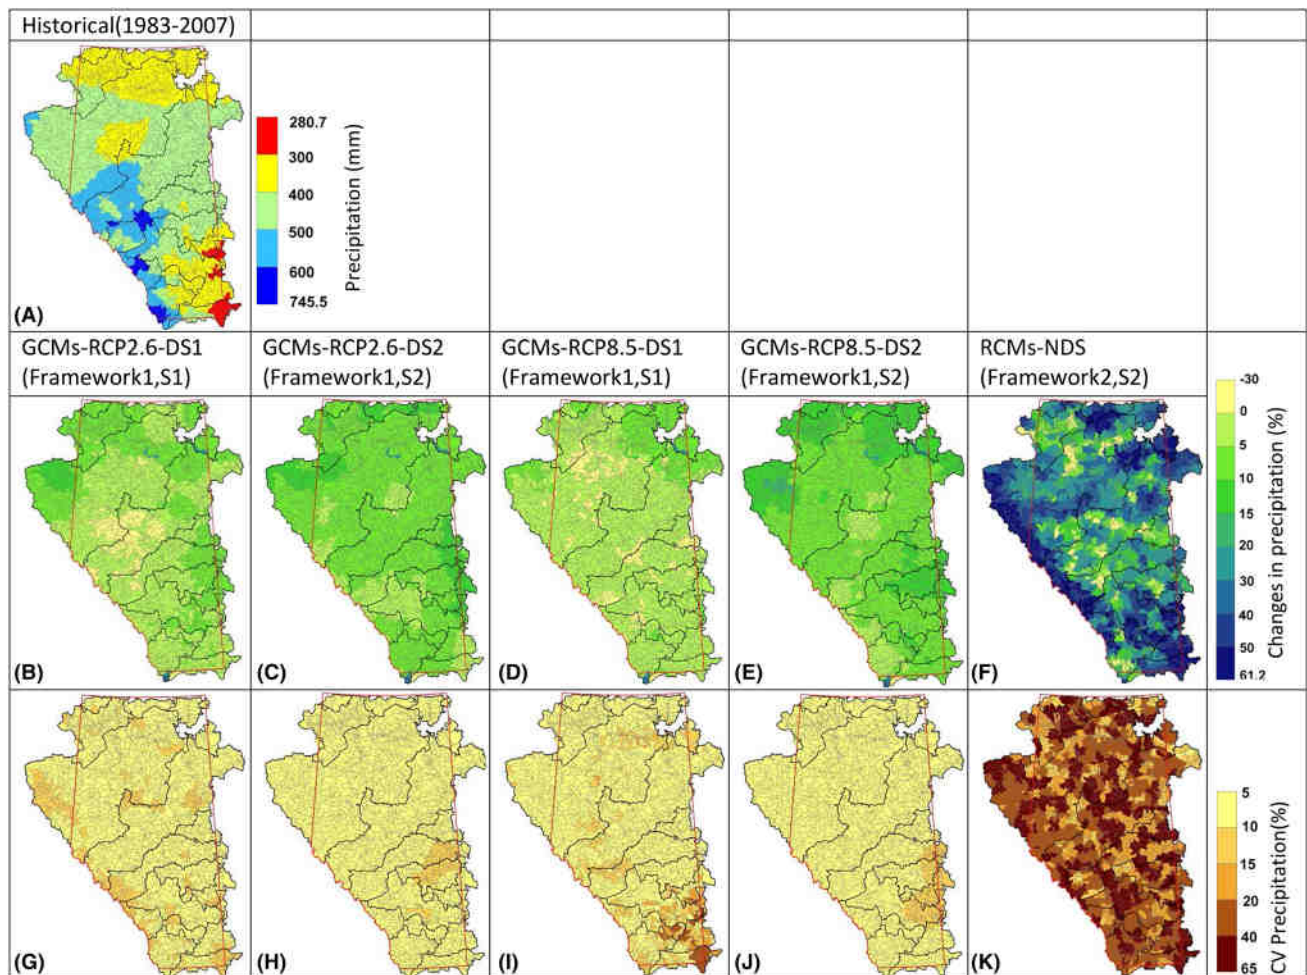 Historical(1983-2007)
280.7
300
400
500
600
745.5
Precipitation (mm)
(A)
GCMs-RCP2.6-DS1
(Framework1,S1)
GCMs-RCP2.6-DS2
(Framework1,S2)
GCMs-RCP8.5-DS1
(Framework1,S1)
GCMs-RCP8.5-DS2
(Framework1,S2)
RCMs-NDS
(Framework2,S2)
-30
0
5
10
15
20
30
40
50
61.2
Changes in precipitation (%)
(B)
(C)
(D)
(E)
(F)
5
10
15
20
40
65
CV Precipitation(%)
(G)
(H)
(I)
(J)
(K)